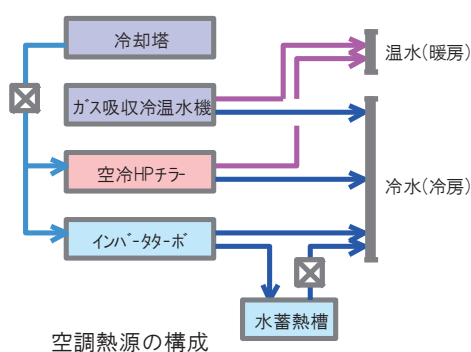 冷却塔
温水(暖房)
ガス吸収冷温水機
空冷HPチラー
冷水(冷房)
インバータターボ
水蓄熱槽
空調熱源の構成